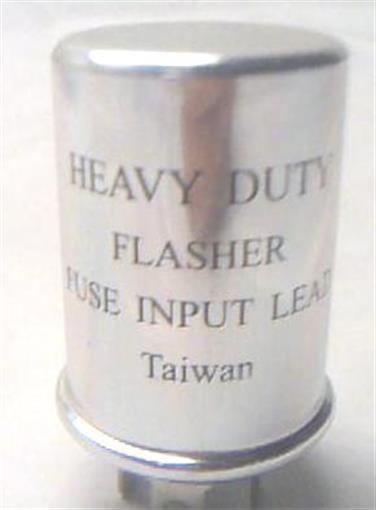 HEAVY DUTY
FLASHER
FUSE INPUT LEAD
Taiwan